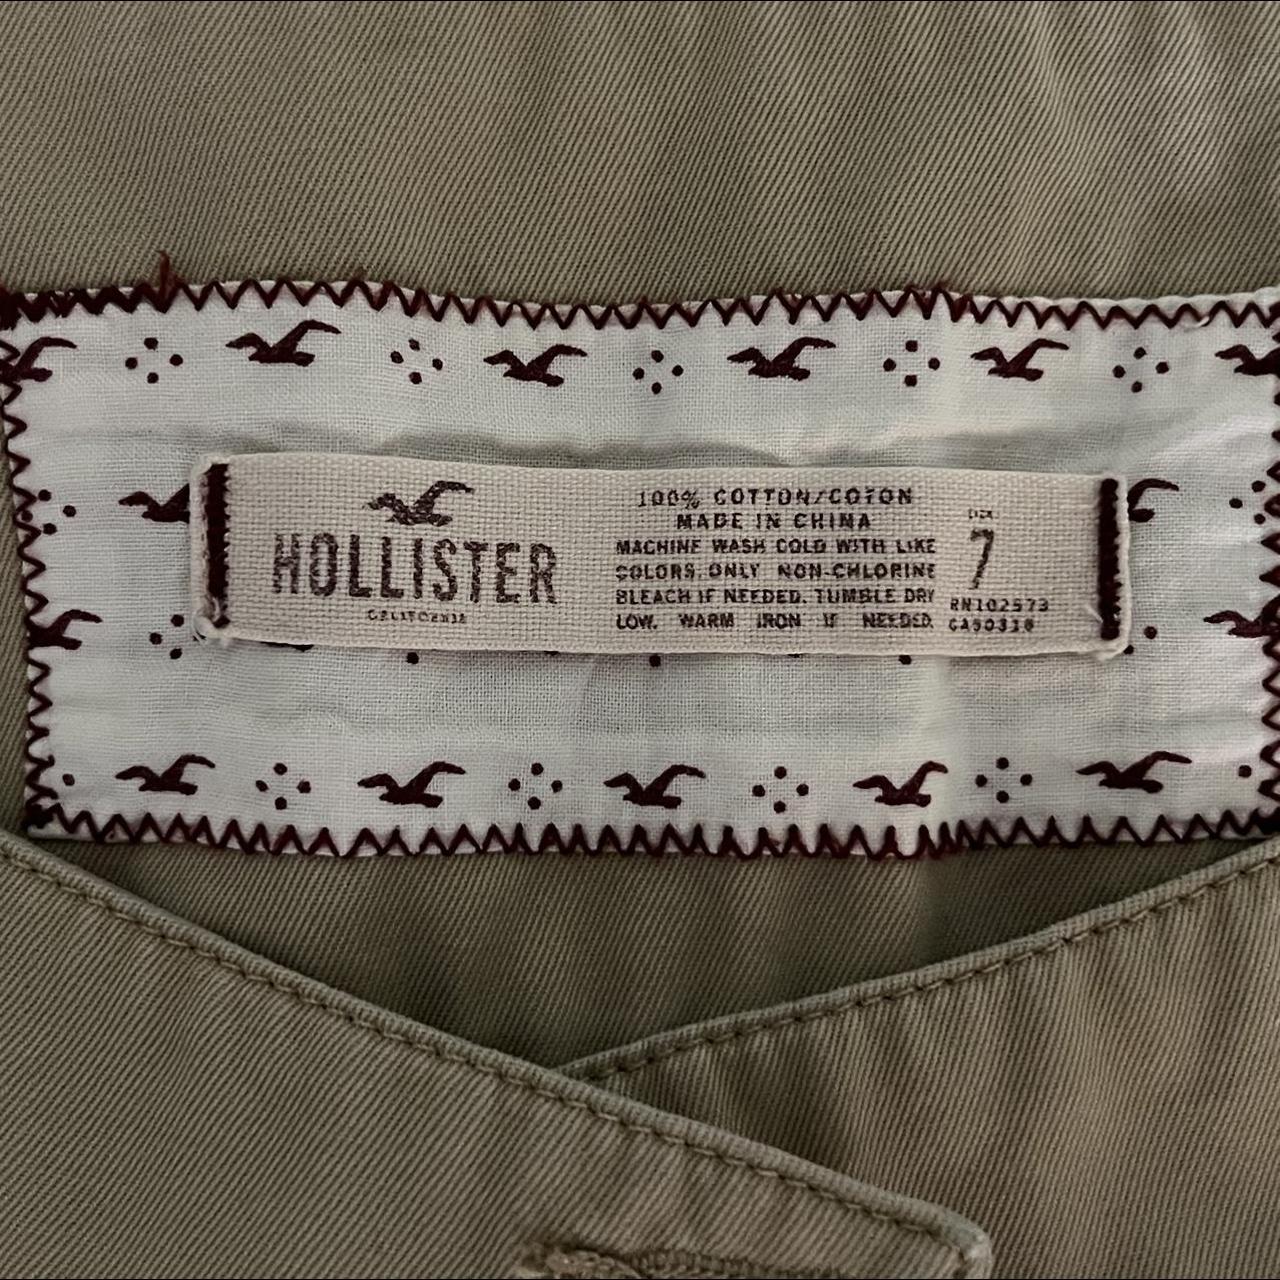 HOLLISTER
CALIFORNIA
100% COTTON/COTON
MADE IN CHINA
MACHINE WASH COLD WITH LIKE
COLORS. ONLY NON-CHLORINE
BLEACH IF NEEDED. TUMBLE DRY
LOW. WARM IRON IF NEEDED.
7
RN102573
CA50318